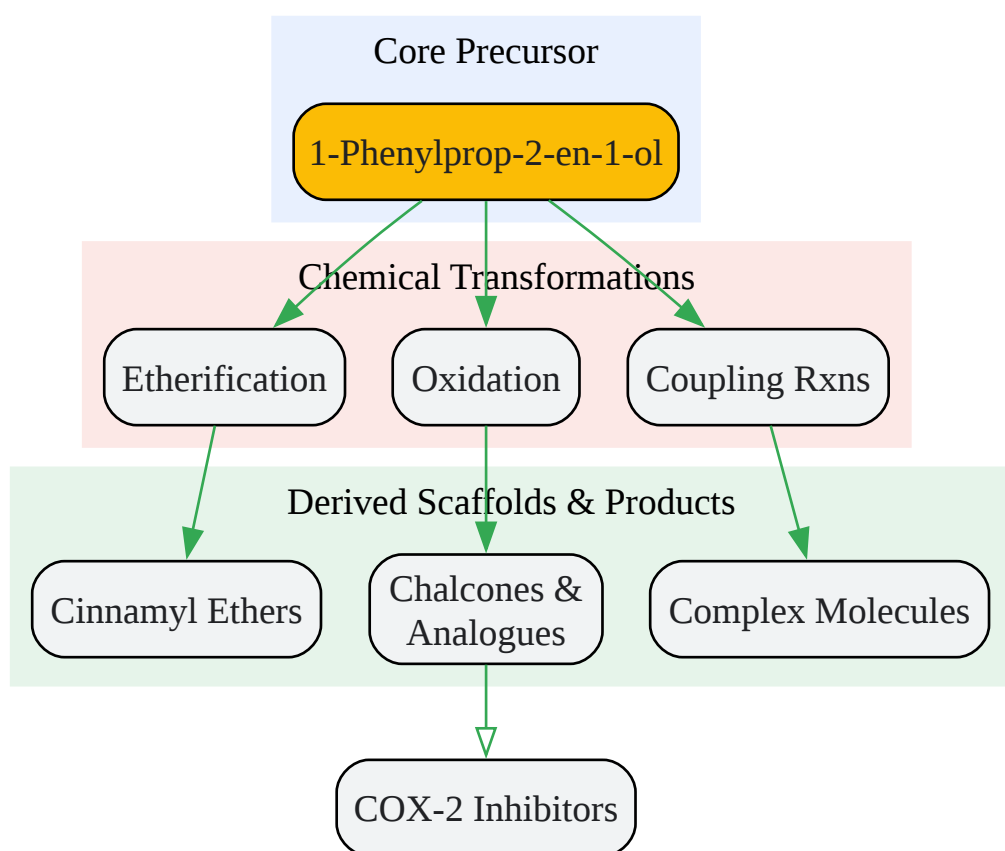 Core Precursor
1-Phenylprop-2-en-1-ol
Chemical Transformations
Etherification
Oxidation
Coupling Rxns
Derived Scaffolds & Products
Cinnamyl Ethers
Chalcones &
Analogues
Complex Molecules
COX-2 Inhibitors